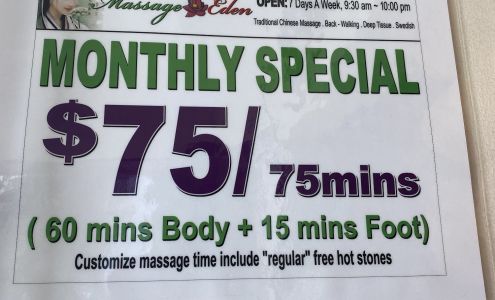 Massage Eden
OPEN: 7 Days A Week, 9:30 am ~ 10:00 pm
Traditional Chinese Massage . Back - Walking . Deep Tissue . Swedish
MONTHLY SPECIAL
$75/ 75mins
( 60 mins Body + 15 mins Foot)
Customize massage time include "regular" free hot stones